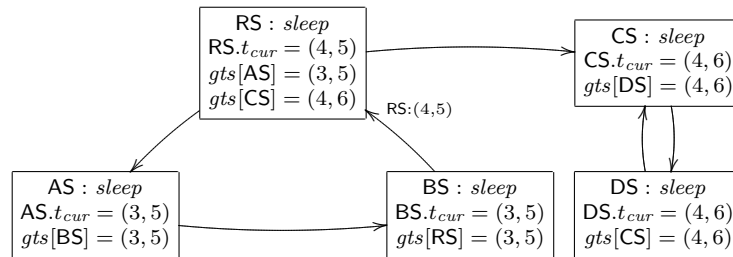 RS : sleep
RS.t_cur = (4, 5)
gts[AS] = (3, 5)
gts[CS] = (4, 6)
CS : sleep
CS.t_cur = (4, 6)
gts[DS] = (4, 6)
RS:(4,5)
AS : sleep
AS.t_cur = (3, 5)
gts[BS] = (3, 5)
BS : sleep
BS.t_cur = (3, 5)
gts[RS] = (3, 5)
DS : sleep
DS.t_cur = (4, 6)
gts[CS] = (4, 6)